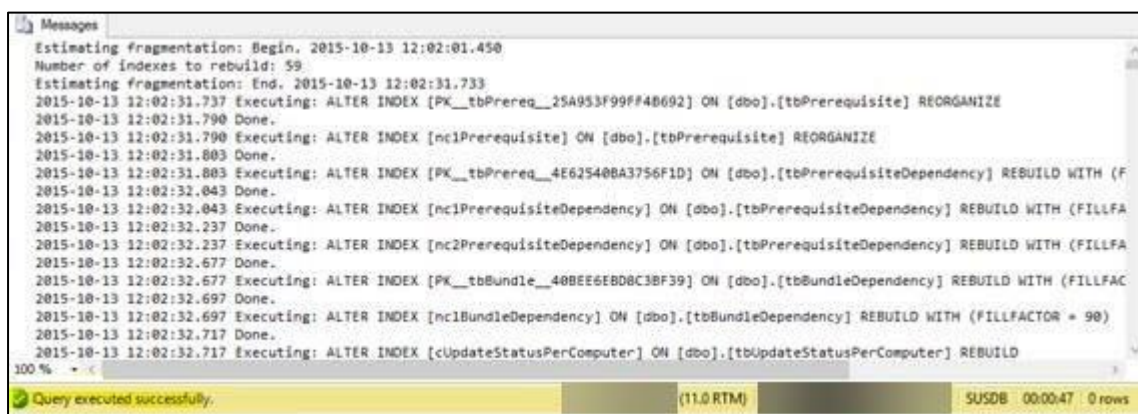 Messages
Estimating fragmentation: Begin. 2015-10-13 12:02:01.450
Number of indexes to rebuild: 59
Estimating fragmentation: End. 2015-10-13 12:02:31.733
2015-10-13 12:02:31.737 Executing: ALTER INDEX [PK__tbPrereq__25A953F99FF4B692] ON [dbo].[tbPrerequisite] REORGANIZE
2015-10-13 12:02:31.790 Done.
2015-10-13 12:02:31.790 Executing: ALTER INDEX [nc1Prerequisite] ON [dbo].[tbPrerequisite] REORGANIZE
2015-10-13 12:02:31.803 Done.
2015-10-13 12:02:31.803 Executing: ALTER INDEX [PK__tbPrereq__4E62540BA3756F1D] ON [dbo].[tbPrerequisiteDependency] REBUILD WITH (F
2015-10-13 12:02:32.043 Done.
2015-10-13 12:02:32.043 Executing: ALTER INDEX [nc1PrerequisiteDependency] ON [dbo].[tbPrerequisiteDependency] REBUILD WITH (FILLFA
2015-10-13 12:02:32.237 Done.
2015-10-13 12:02:32.237 Executing: ALTER INDEX [nc2PrerequisiteDependency] ON [dbo].[tbPrerequisiteDependency] REBUILD WITH (FILLFA
2015-10-13 12:02:32.677 Done.
2015-10-13 12:02:32.677 Executing: ALTER INDEX [PK__tbBundle__40BEE6EBD8C3BF39] ON [dbo].[tbBundleDependency] REBUILD WITH (FILLFAC
2015-10-13 12:02:32.697 Done.
2015-10-13 12:02:32.697 Executing: ALTER INDEX [nc1BundleDependency] ON [dbo].[tbBundleDependency] REBUILD WITH (FILLFACTOR = 90)
2015-10-13 12:02:32.717 Done.
2015-10-13 12:02:32.717 Executing: ALTER INDEX [cUpdateStatusPerComputer] ON [dbo].[tbUpdateStatusPerComputer] REBUILD
100 %
Query executed successfully. (11.0 RTM) SUSDB 00:00:47 0 rows